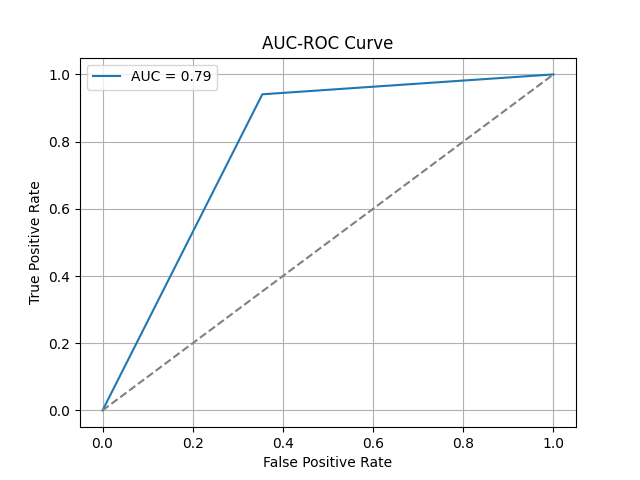 AUC-ROC Curve
AUC = 0.79
1.0
0.8
0.6
0.4
0.2
0.0
True Positive Rate
0.0 0.2 0.4 0.6 0.8 1.0
False Positive Rate